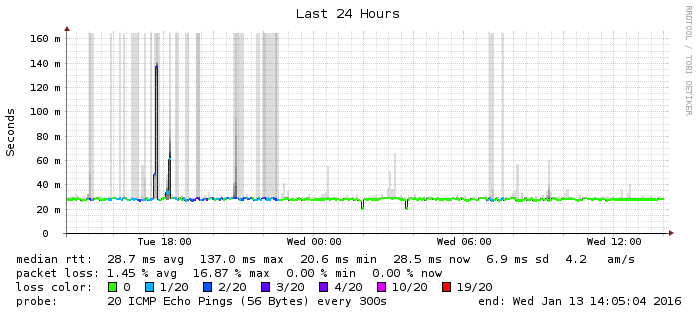 Last 24 Hours
RRDTOOL / TOBI OETIKER
Seconds
160 m
140 m
120 m
100 m
80 m
60 m
40 m
20 m
0
Tue 18:00 Wed 00:00 Wed 06:00 Wed 12:00
median rtt: 28.7 ms avg 137.0 ms max 20.6 ms min 28.5 ms now 6.9 ms sd 4.2 am/s
packet loss: 1.45 % avg 16.87 % max 0.00 % min 0.00 % now
loss color: 0 1/20 2/20 3/20 4/20 10/20 19/20
probe: 20 ICMP Echo Pings (56 Bytes) every 300s end: Wed Jan 13 14:05:04 2016